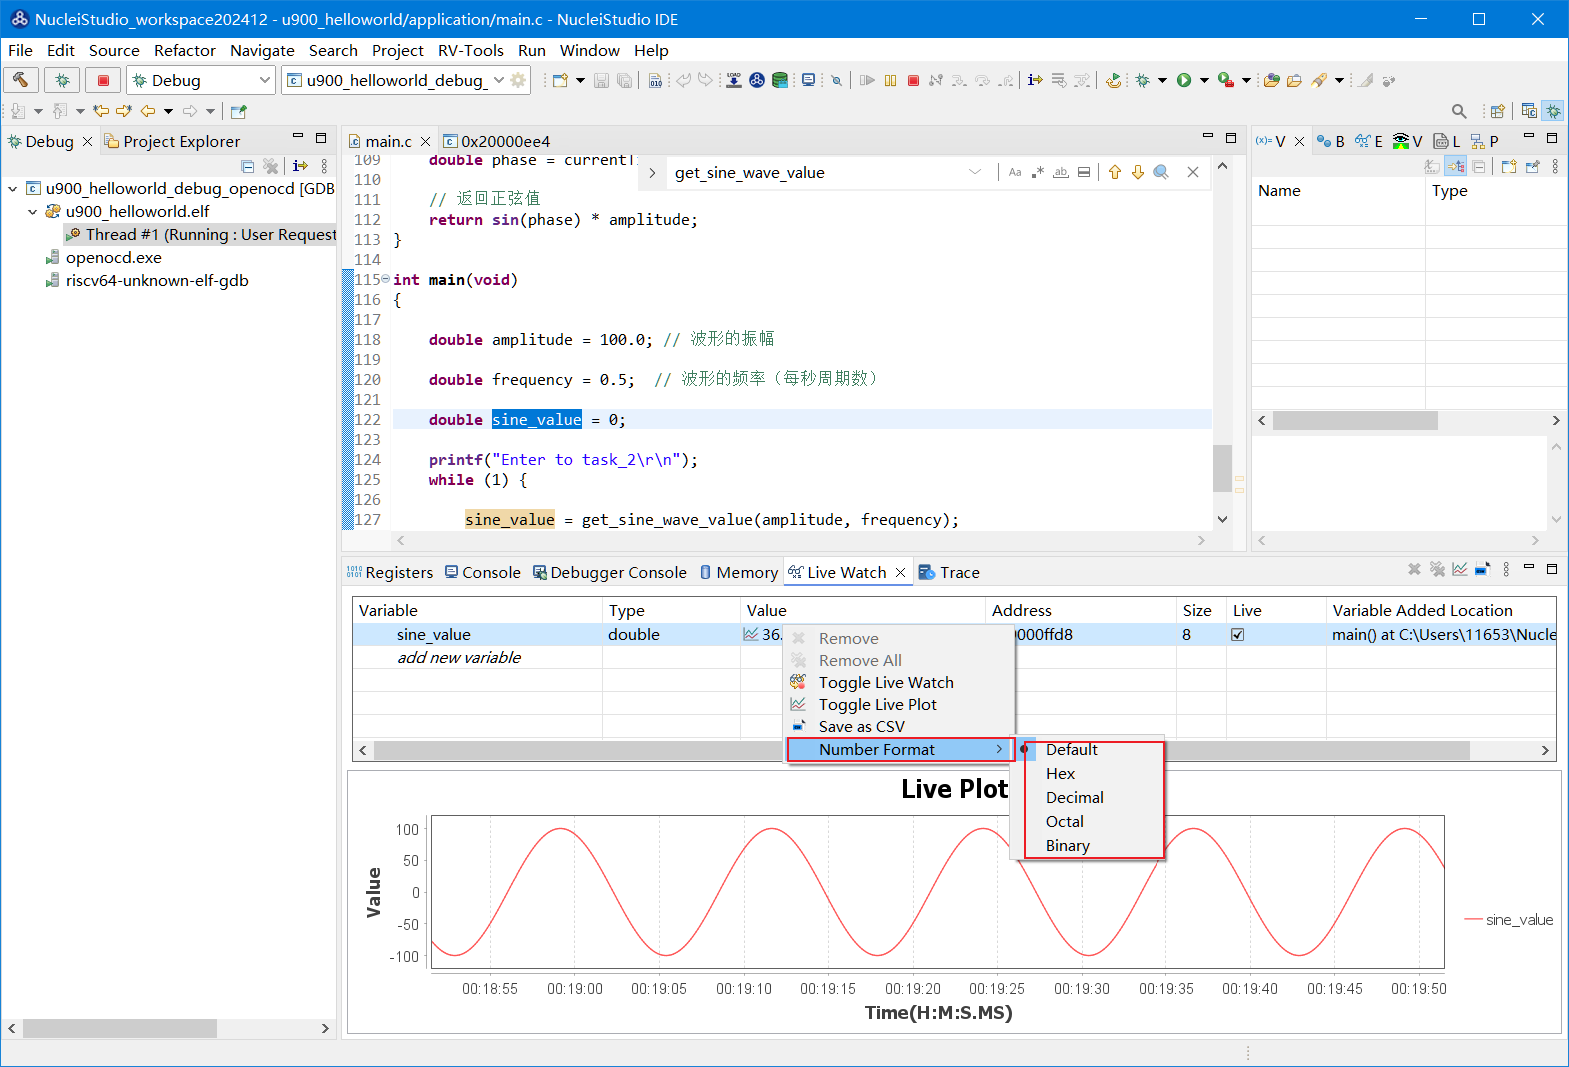 NucleiStudio_workspace202412 - u900_helloworld/application/main.c - NucleiStudio IDE
File Edit Source Refactor Navigate Search Project RV-Tools Run Window Help
Debug u900_helloworld_debug_
Debug Project Explorer
u900_helloworld_debug_openocd [GDB
u900_helloworld.elf
Thread #1 (Running : User Request
openocd.exe
riscv64-unknown-elf-gdb
main.c 0x20000ee4
get_sine_wave_value
Aa .* ab
109 double phase =
110
111 // 返回正弦值
112 return sin(phase) * amplitude;
113 }
114
115 int main(void)
116 {
117
118 double amplitude = 100.0; // 波形的振幅
119
120 double frequency = 0.5; // 波形的频率（每秒周期数）
121
122 double sine_value = 0;
123
124 printf("Enter to task_2\r\n");
125 while (1) {
126
127 sine_value = get_sine_wave_value(amplitude, frequency);
(x)= V B E V L P
Name Type
Registers Console Debugger Console Memory Live Watch Trace
Variable Type Value Address Size Live Variable Added Location
sine_value double 36. 000ffd8 8 main() at C:\Users\11653\Nucle
add new variable
Remove
Remove All
Toggle Live Watch
Toggle Live Plot
Save as CSV
Number Format
Default
Hex
Decimal
Octal
Binary
Live Plot
Value
100
50
0
-50
-100
00:18:55 00:19:00 00:19:05 00:19:10 00:19:15 00:19:20 00:19:25 00:19:30 00:19:35 00:19:40 00:19:45 00:19:50
Time(H:M:S.MS)
sine_value